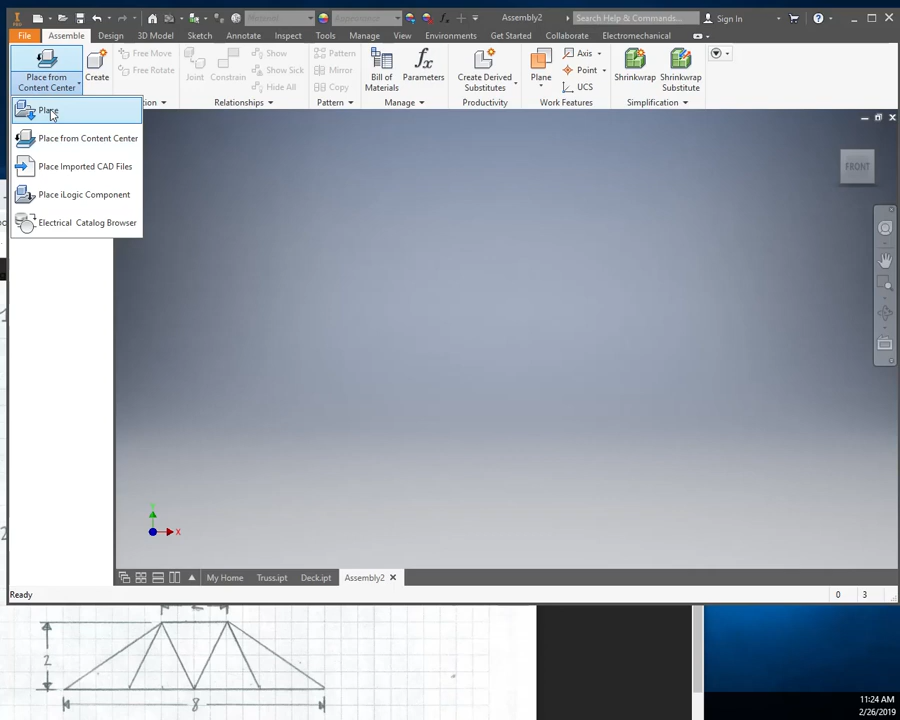 PRO
Material
Appearance
Assembly2
Search Help & Commands...
Sign In
File Assemble Design 3D Model Sketch Annotate Inspect Tools Manage View Environments Get Started Collaborate Electromechanical
Place from
Content Center
Create
Free Move
Free Rotate
Joint
Constrain
Show
Show Sick
Hide All
Relationships
Pattern
Mirror
Copy
Pattern
Bill of
Materials
Parameters
Manage
Create Derived
Substitutes
Productivity
Plane
Axis
Point
UCS
Work Features
Shrinkwrap
Shrinkwrap
Substitute
Simplification
Place
Place from Content Center
Place Imported CAD Files
Place iLogic Component
Electrical Catalog Browser
FRONT
X
My Home Truss.ipt Deck.ipt Assembly2
Ready
0 3
2
8
11:24 AM
2/26/2019